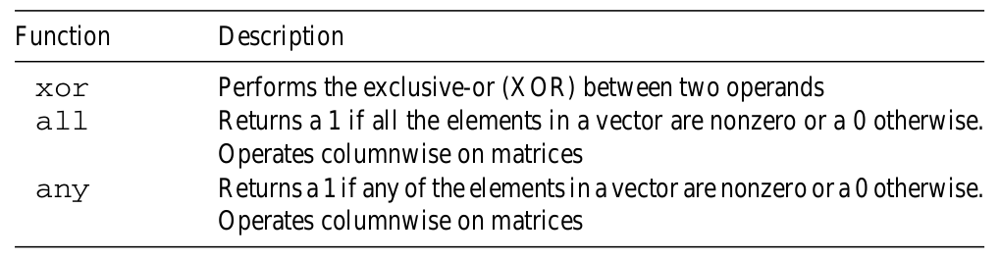 Function Description
xor Performs the exclusive-or (XOR) between two operands
all Returns a 1 if all the elements in a vector are nonzero or a 0 otherwise.
Operates columnwise on matrices
any Returns a 1 if any of the elements in a vector are nonzero or a 0 otherwise.
Operates columnwise on matrices